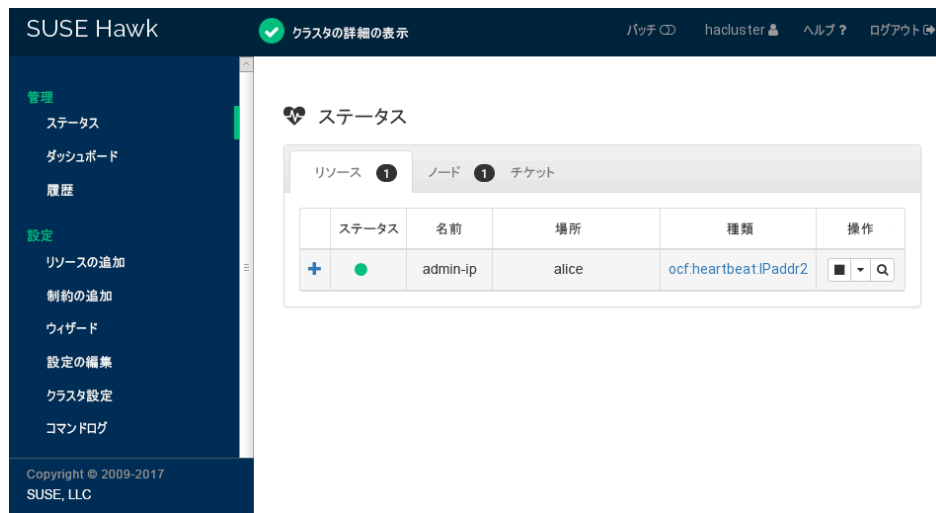 SUSE Hawk
クラスタの詳細の表示
バッチ
hacluster
ヘルプ ?
ログアウト
管理
ステータス
ダッシュボード
履歴
設定
リソースの追加
制約の追加
ウィザード
設定の編集
クラスタ設定
コマンドログ
Copyright © 2009-2017
SUSE, LLC
ステータス
リソース 1 ノード 1 チケット
ステータス 名前 場所 種類 操作
admin-ip alice ocf:heartbeat:IPaddr2